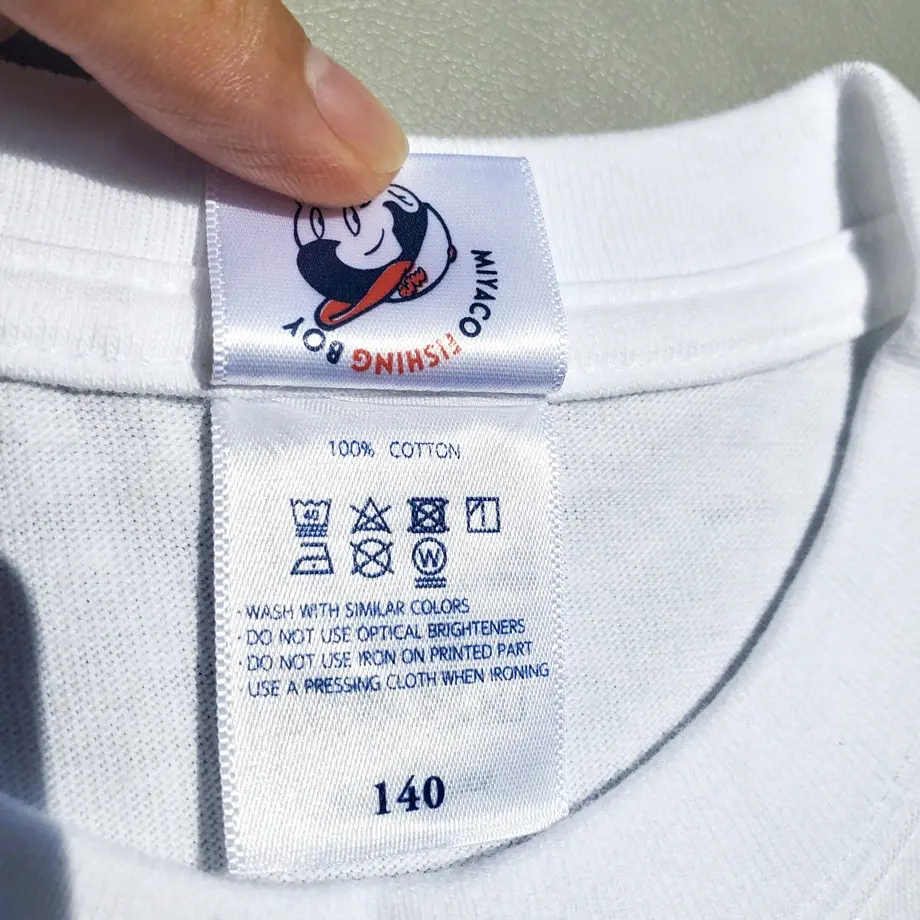 MIYACO FISHING BOY
100% COTTON
40
W
· WASH WITH SIMILAR COLORS
· DO NOT USE OPTICAL BRIGHTENERS
· DO NOT USE IRON ON PRINTED PART
· USE A PRESSING CLOTH WHEN IRONING
140